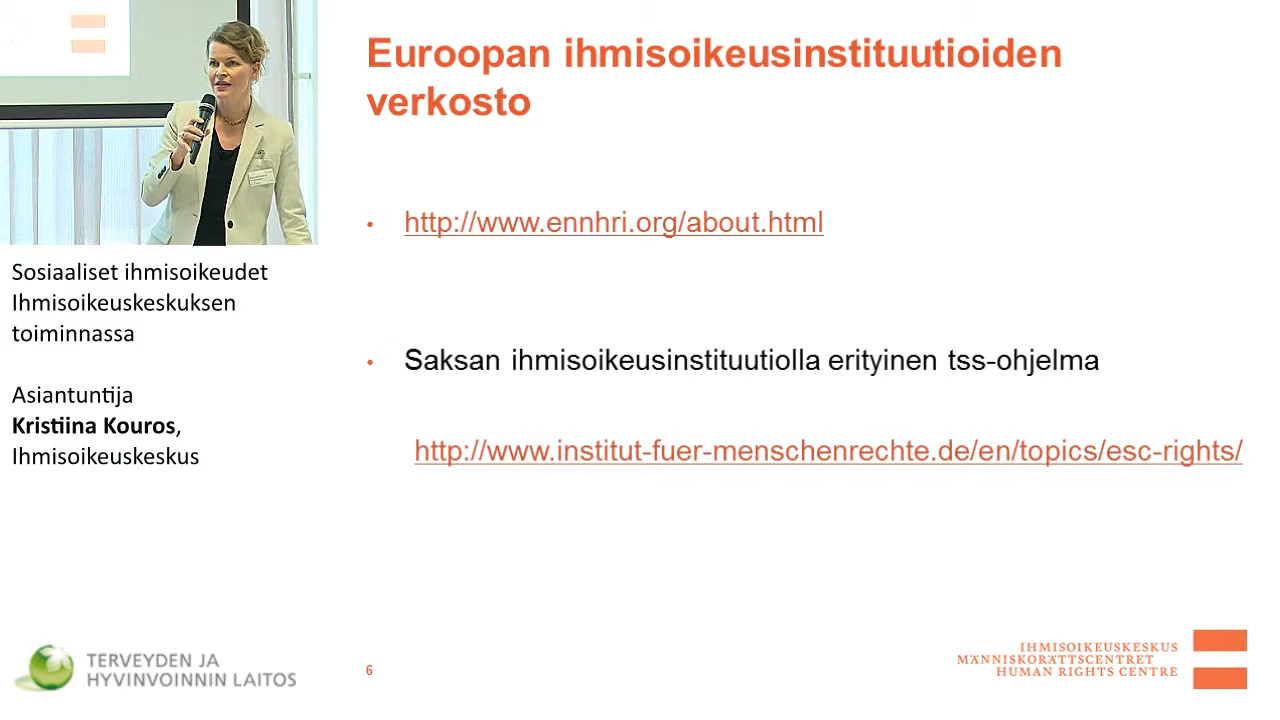 Euroopan ihmisoikeusinstituutioiden
verkosto
• http://www.ennhri.org/about.html
• Saksan ihmisoikeusinstituutiolla erityinen tss-ohjelma
http://www.institut-fuer-menschenrechte.de/en/topics/esc-rights/
Sosiaaliset ihmisoikeudet
Ihmisoikeuskeskuksen
toiminnassa
Asiantuntija
Kristiina Kouros,
Ihmisoikeuskeskus
TERVEYDEN JA
HYVINVOINNIN LAITOS
6
IHMISOIKEUSKESKUS
MÄNNISKORÄTTSCENTRET
HUMAN RIGHTS CENTRE